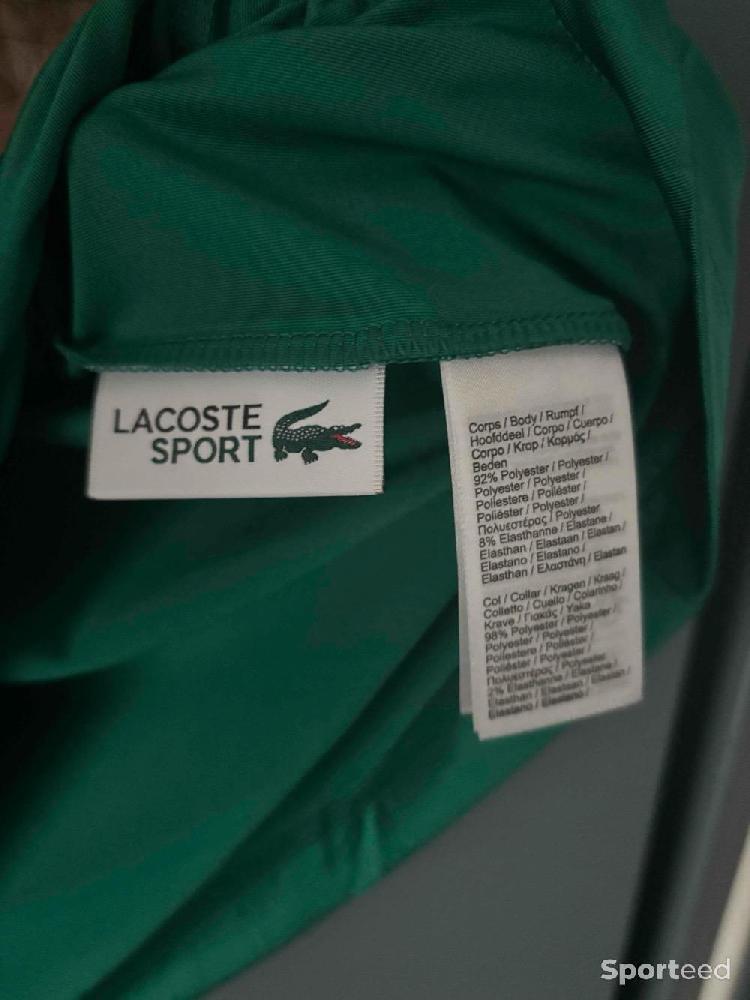 LACOSTE
SPORT
Corps / Body / Rumpf /
Hoofddeel / Corpo / Cuerpo /
Corpo / Krop / Κορμός /
Beden
92% Polyester / Polyester /
Polyester / Polyester /
Poliestere / Poliéster /
Poliéster / Polyester /
Πολυεστέρας / Polyester
8% Elasthanne / Elastane /
Elasthan / Elastaan / Elastan /
Elastano / Elastano /
Elasthan / Ελαστάνη / Elastan
Col / Collar / Kragen / Kraag /
Colletto / Cuello / Colarinho /
Krave / Γιακάς / Yaka
98% Polyester / Polyester /
Polyester / Polyester /
Poliestere / Poliéster /
Poliéster / Polyester /
Πολυεστέρας / Polyester
2% Elasthanne / Elastane /
Elasthan / Elastaan / Elastan /
Elastano / Elastano /
Sporteed